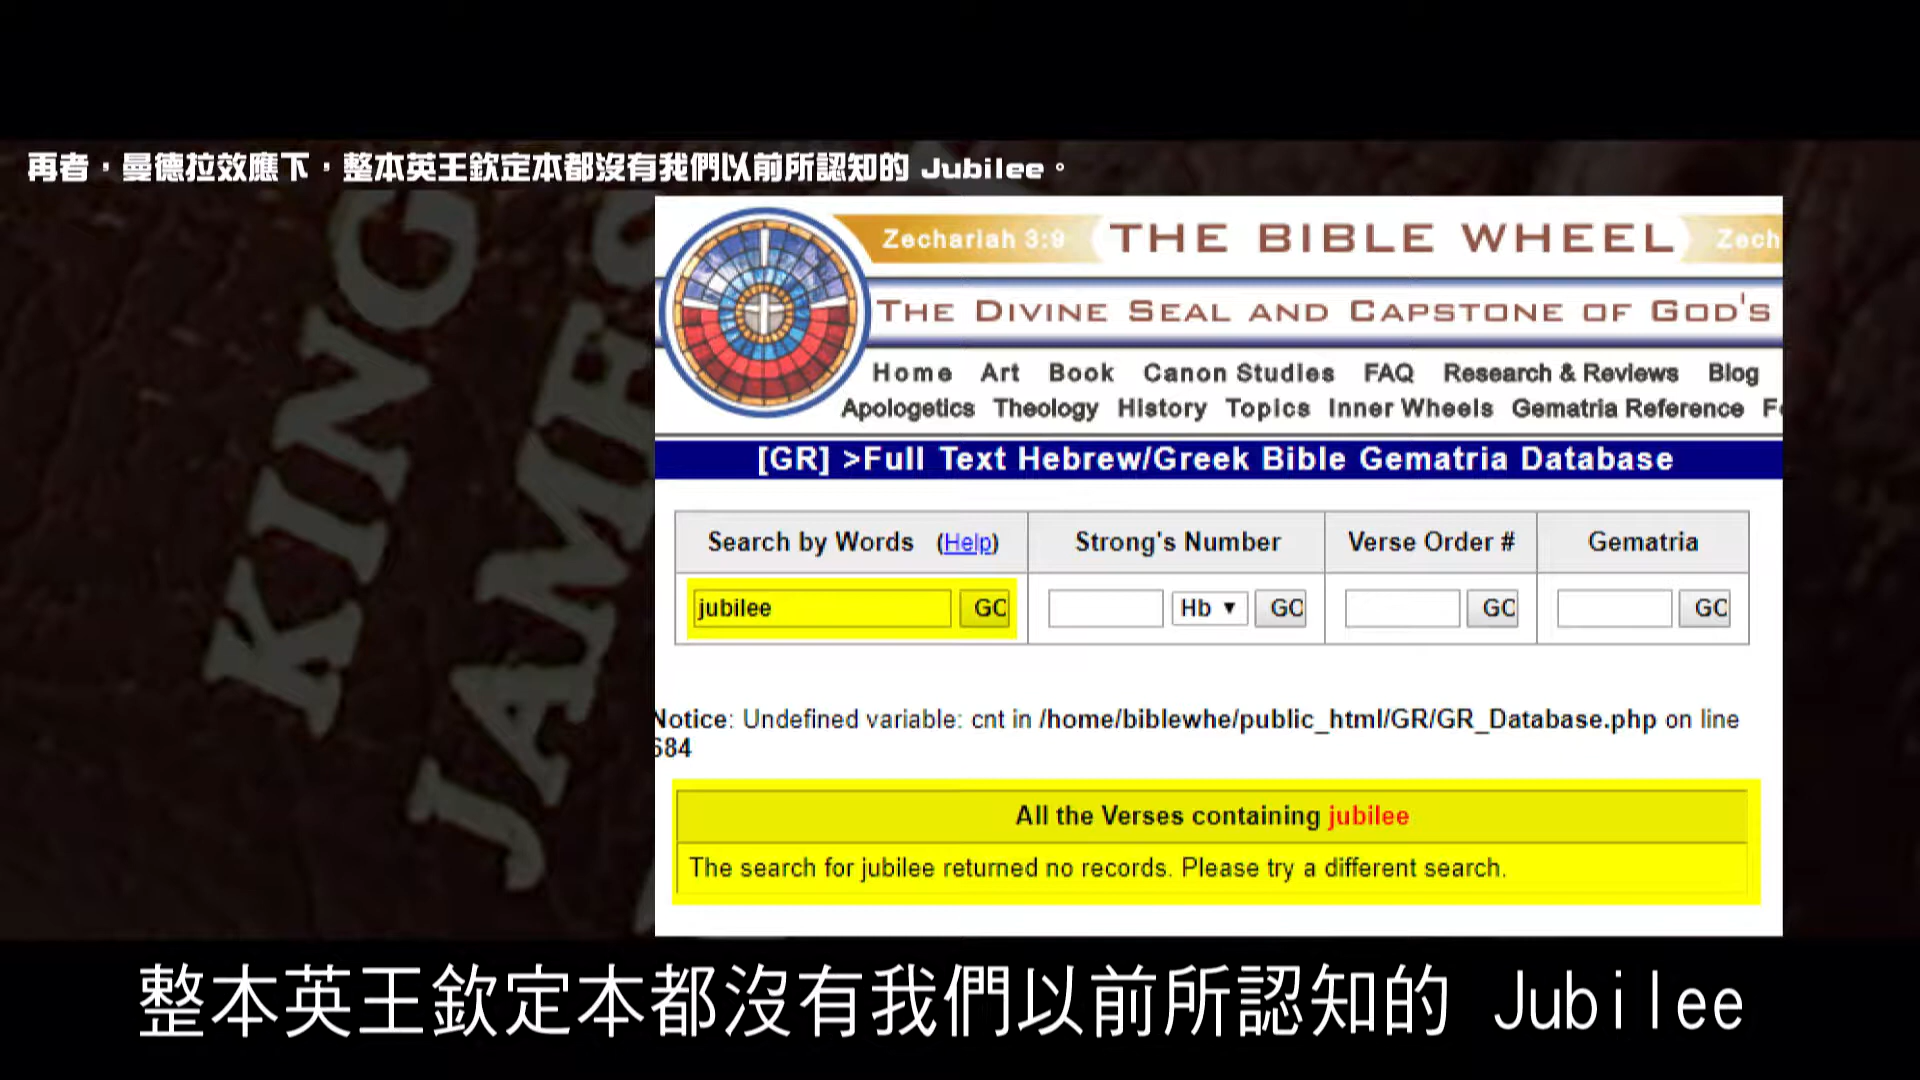 再者，曼德拉效應下，整本英王欽定本都沒有我們以前所認知的 Jubilee。
KING
JAMES
Zechariah 3:9 THE BIBLE WHEEL Zech
THE DIVINE SEAL AND CAPSTONE OF GOD'S
Home Art Book Canon Studies FAQ Research & Reviews Blog
Apologetics Theology History Topics Inner Wheels Gematria Reference
[GR] >Full Text Hebrew/Greek Bible Gematria Database
Search by Words (Help) Strong's Number Verse Order # Gematria
jubilee GO Hb ▼ GO GO GO
Notice: Undefined variable: cnt in /home/biblewhe/public_html/GR/GR_Database.php on line
684
All the Verses containing jubilee
The search for jubilee returned no records. Please try a different search.
整本英王欽定本都沒有我們以前所認知的 Jubilee